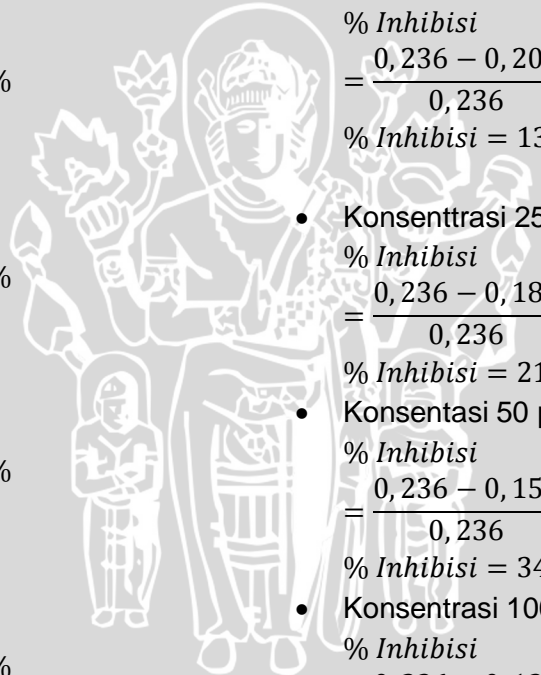 %
%
%
%
% Inhibisi
= 0,236 − 0,20
0,236
% Inhibisi = 13
• Konsenttrasi 25
% Inhibisi
= 0,236 − 0,18
0,236
% Inhibisi = 21
• Konsentasi 50
% Inhibisi
= 0,236 − 0,15
0,236
% Inhibisi = 34
• Konsentrasi 100
% Inhibisi